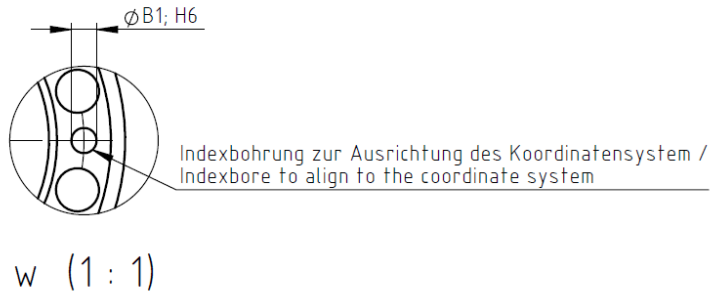 ⌀B1; H6
Indexbohrung zur Ausrichtung des Koordinatensystem /
Indexbore to align to the coordinate system
w (1 : 1)